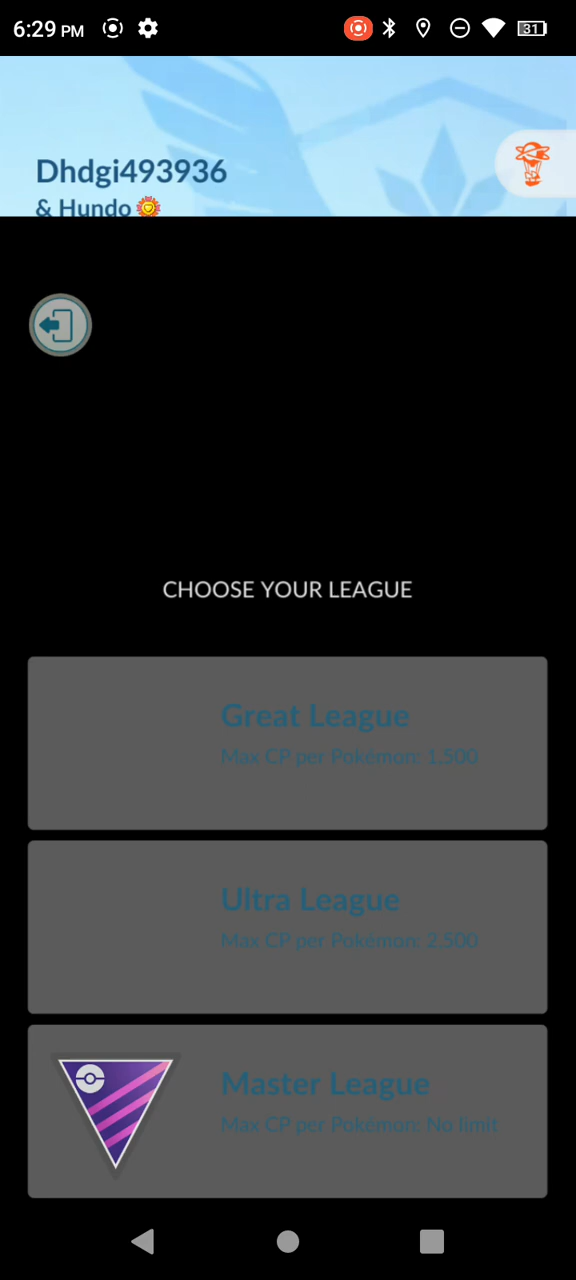 6:29 PM
31
Dhdgi493936
& Hundo
CHOOSE YOUR LEAGUE
Great League
Max CP per Pokémon: 1,500
Ultra League
Max CP per Pokémon: 2,500
Master League
Max CP per Pokémon: No limit